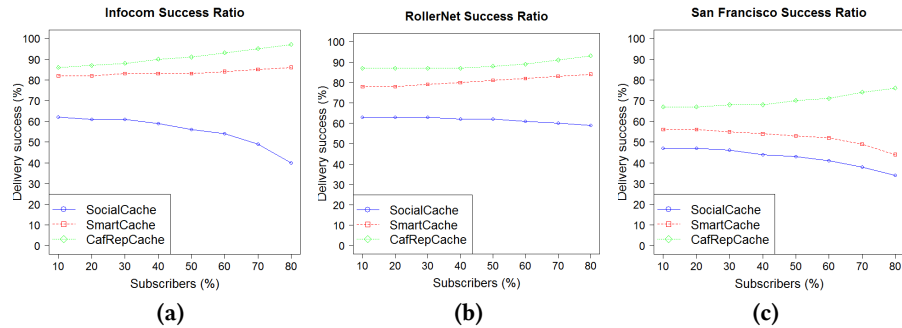 Infocom Success Ratio
Delivery success (%)
100
90
80
70
60
50
40
30
20
10
0
SocialCache
SmartCache
CafRepCache
10 20 30 40 50 60 70 80
Subscribers (%)
(a)
RollerNet Success Ratio
Delivery success (%)
100
90
80
70
60
50
40
30
20
10
0
SocialCache
SmartCache
CafRepCache
10 20 30 40 50 60 70 80
Subscribers (%)
(b)
San Francisco Success Ratio
Delivery success (%)
100
90
80
70
60
50
40
30
20
10
0
SocialCache
SmartCache
CafRepCache
10 20 30 40 50 60 70 80
Subscribers (%)
(c)